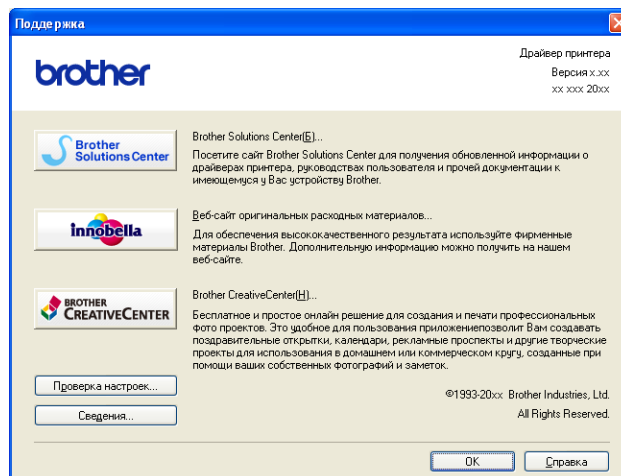 Поддержка
brother
Драйвер принтера
Версия x.xx
xx xxx 20xx
Brother
Solutions Center
Brother Solutions Center(Б)...
Посетите сайт Brother Solutions Center для получения обновленной информации о
драйверах принтера, руководствах пользователя и прочей документации к
имеющемуся у Вас устройству Brother.
innobella
Веб-сайт оригинальных расходных материалов...
Для обеспечения высококачественного результата используйте фирменные
материалы Brother. Дополнительную информацию можно получить на нашем
веб-сайте.
BROTHER
CREATIVECENTER
Brother CreativeCenter(Н)...
Бесплатное и простое онлайн решение для создания и печати профессиональных
фото проектов. Это удобное для пользования приложениепозволит Вам создавать
поздравительные открытки, календари, рекламные проспекты и другие творческие
проекты для использования в домашнем или коммерческом кругу, созданные при
помощи ваших собственных фотографий и заметок.
Проверка настроек...
Сведения...
©1993-20xx Brother Industries, Ltd.
All Rights Reserved.
OK
Справка